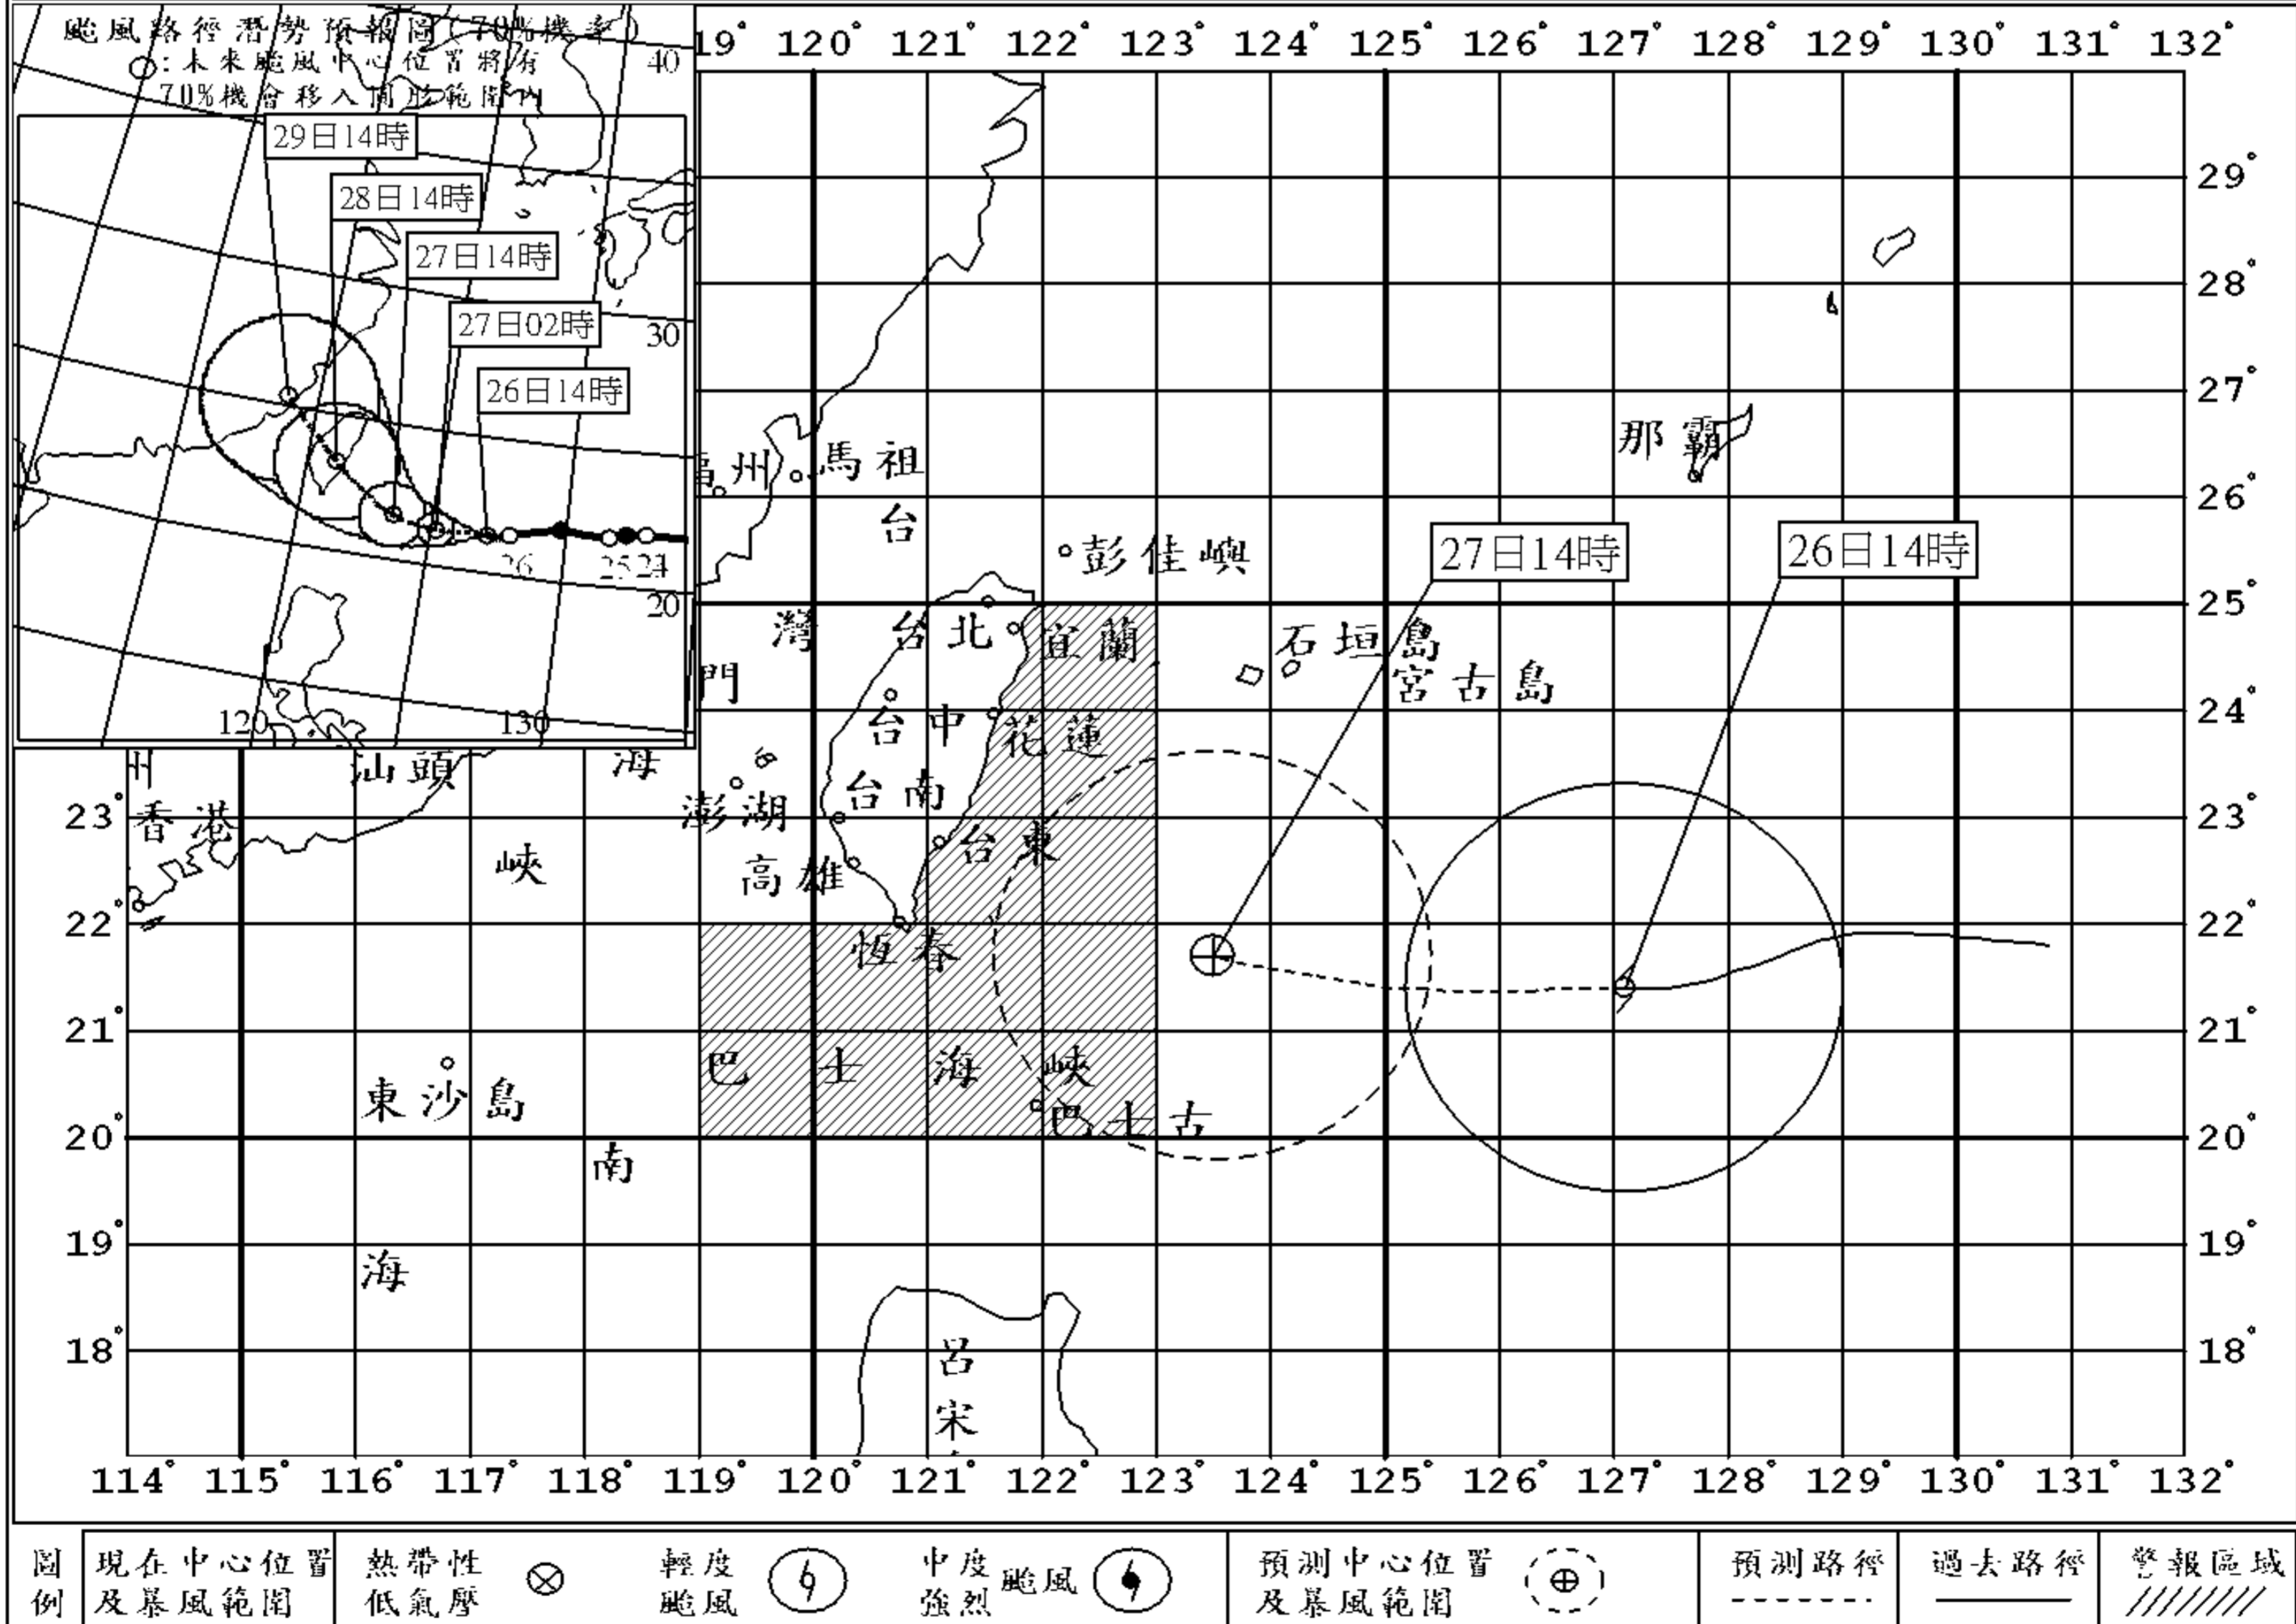 颱風路徑潛勢預報圖(70%機率)
○:未來颱風中心位置將有
70%機會移入圓形範圍內
29日14時
28日14時
27日14時
27日02時
26日14時
40
30
20
120 130
26 25 24
19° 120° 121° 122° 123° 124° 125° 126° 127° 128° 129° 130° 131° 132°
29°
28°
27°
26°
25°
24°
23°
22°
21°
20°
19°
18°
23°
22°
21°
20°
19°
18°
那霸
福州
馬祖
台
彭佳嶼
27日14時
26日14時
灣
台北
宜蘭
石垣島
門
宮古島
台中
花蓮
州
汕頭
海
香港
澎湖
台南
台東
峽
高雄
恆春
巴士海峽
東沙島
巴士古
南
海
呂
宋
114° 115° 116° 117° 118° 119° 120° 121° 122° 123° 124° 125° 126° 127° 128° 129° 130° 131° 132°
圖例
現在中心位置
及暴風範圍
熱帶性
低氣壓
輕度
颱風
中度
強烈
颱風
預測中心位置
及暴風範圍
預測路徑
過去路徑
警報區域